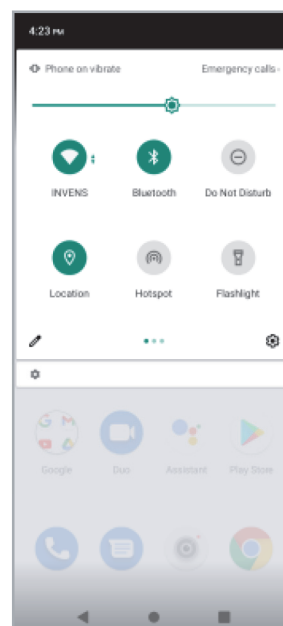 4:23 PM
Phone on vibrate Emergency calls
INVENS Bluetooth Do Not Disturb
Location Hotspot Flashlight
Google Duo Assistant Play Store